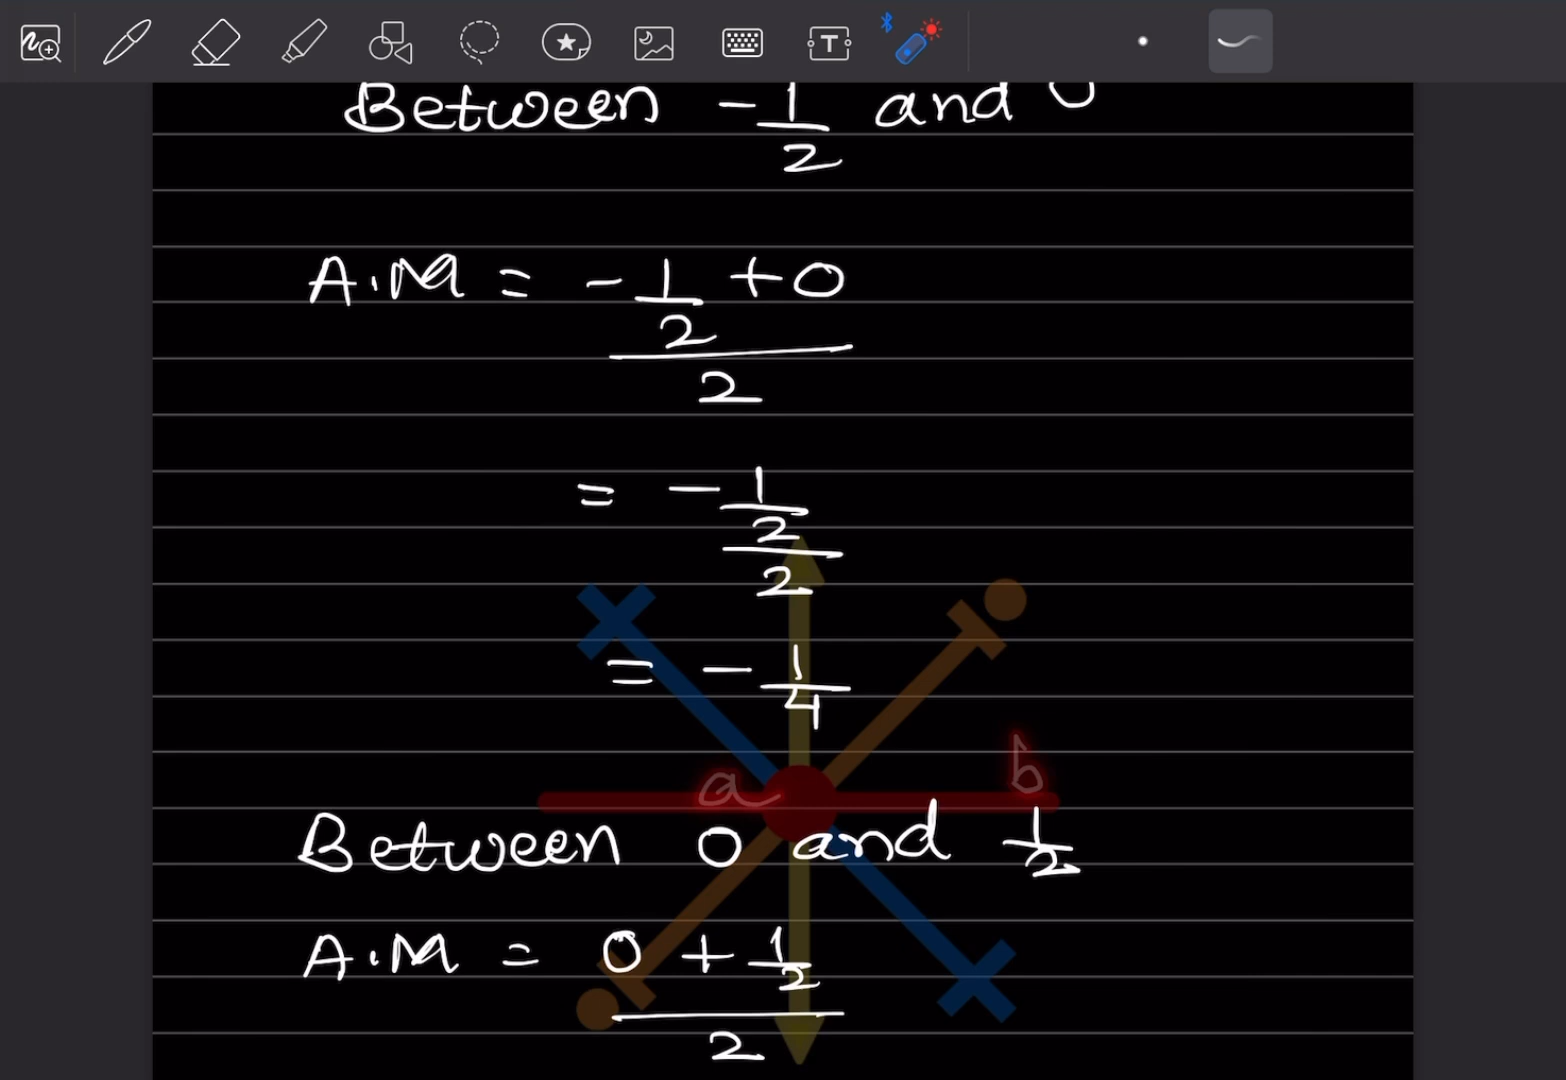 Between -1/2 and 0
A.M = (-1/2 + 0)/2
= -(1/2)/2
= -1/4
a b
Between 0 and 1/2
A.M = (0 + 1/2)/2